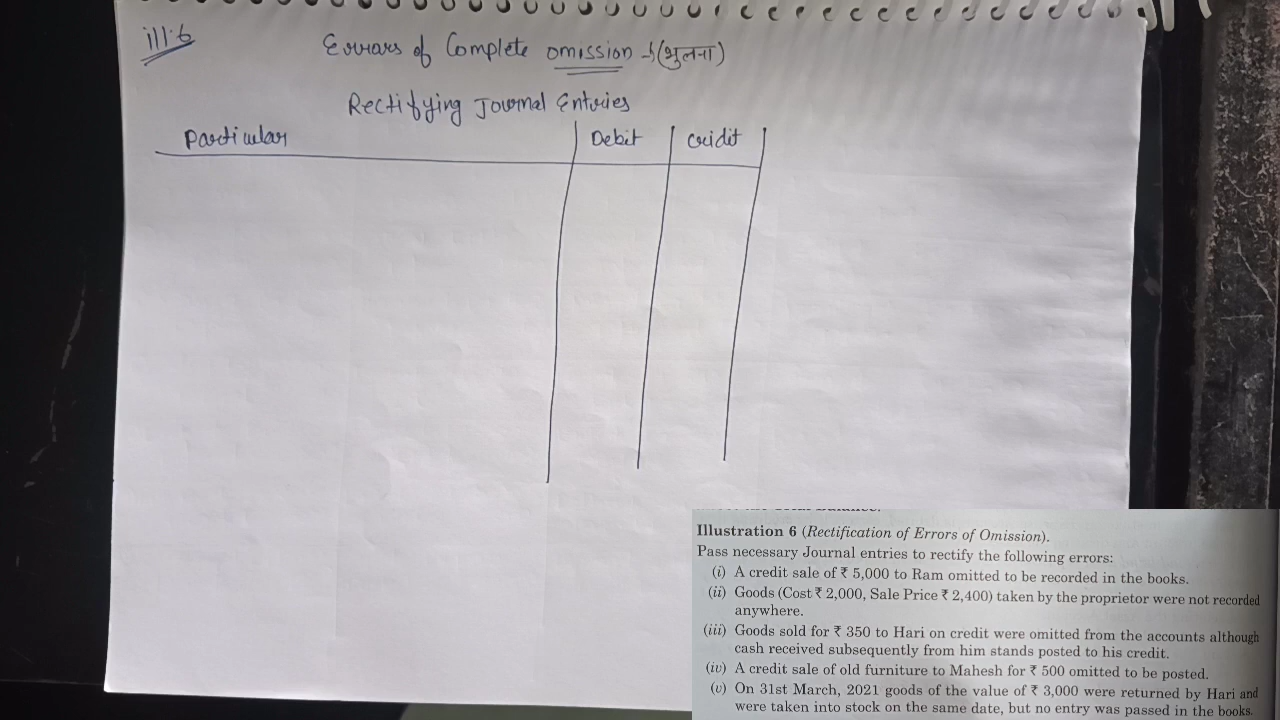 ill.6
Errors of Complete omission → (भुलना)
Rectifying Journal Entries
Particular Debit Cridit
Illustration 6 (Rectification of Errors of Omission).
Pass necessary Journal entries to rectify the following errors:
(i) A credit sale of ₹ 5,000 to Ram omitted to be recorded in the books.
(ii) Goods (Cost ₹ 2,000, Sale Price ₹ 2,400) taken by the proprietor were not recorded
anywhere.
(iii) Goods sold for ₹ 350 to Hari on credit were omitted from the accounts although
cash received subsequently from him stands posted to his credit.
(iv) A credit sale of old furniture to Mahesh for ₹ 500 omitted to be posted.
(v) On 31st March, 2021 goods of the value of ₹ 3,000 were returned by Hari and
were taken into stock on the same date, but no entry was passed in the books.